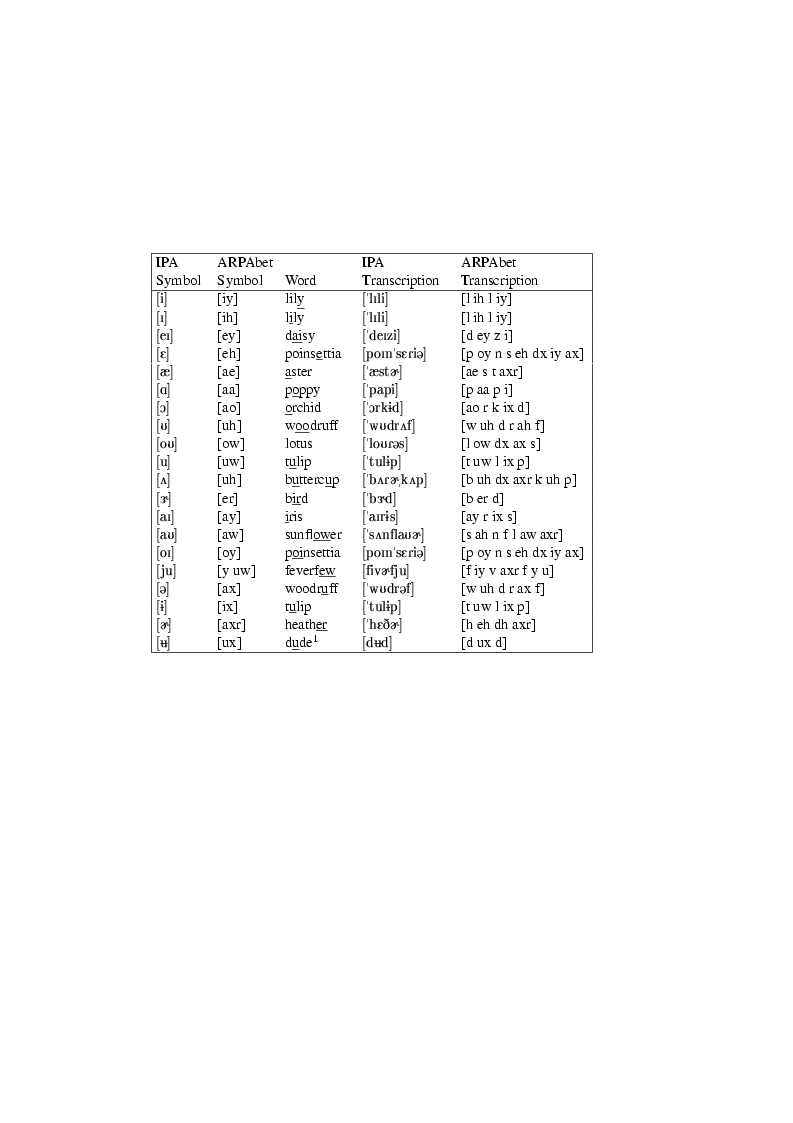 IPA ARPAbet IPA ARPAbet
Symbol Symbol Word Transcription Transcription
[i] [iy] lily [ˈlɪli] [l ih l iy]
[ɪ] [ih] lily [ˈlɪli] [l ih l iy]
[eɪ] [ey] daisy [ˈdeɪzi] [d ey z i]
[ɛ] [eh] poinsettia [poɪnˈsɛɾiə] [p oy n s eh dx iy ax]
[æ] [ae] aster [ˈæstɚ] [ae s t axr]
[ɑ] [aa] poppy [ˈpapi] [p aa p i]
[ɔ] [ao] orchid [ˈɔrkɨd] [ao r k ix d]
[ʊ] [uh] woodruff [ˈwʊdrʌf] [w uh d r ah f]
[oʊ] [ow] lotus [ˈloʊɾəs] [l ow dx ax s]
[u] [uw] tulip [ˈtulɨp] [t uw l ix p]
[ʌ] [uh] buttercup [ˈbʌɾɚˌkʌp] [b uh dx axr k uh p]
[ɝ] [er] bird [ˈbɝd] [b er d]
[aɪ] [ay] iris [ˈaɪrɨs] [ay r ix s]
[aʊ] [aw] sunflower [ˈsʌnflaʊɚ] [s ah n f l aw axr]
[oɪ] [oy] poinsettia [poɪnˈsɛɾiə] [p oy n s eh dx iy ax]
[ju] [y uw] feverfew [fivɚfju] [f iy v axr f y u]
[ə] [ax] woodruff [ˈwʊdrəf] [w uh d r ax f]
[ɨ] [ix] tulip [ˈtulɨp] [t uw l ix p]
[ɚ] [axr] heather [ˈhɛðɚ] [h eh dh axr]
[ʉ] [ux] dude¹ [dʉd] [d ux d]